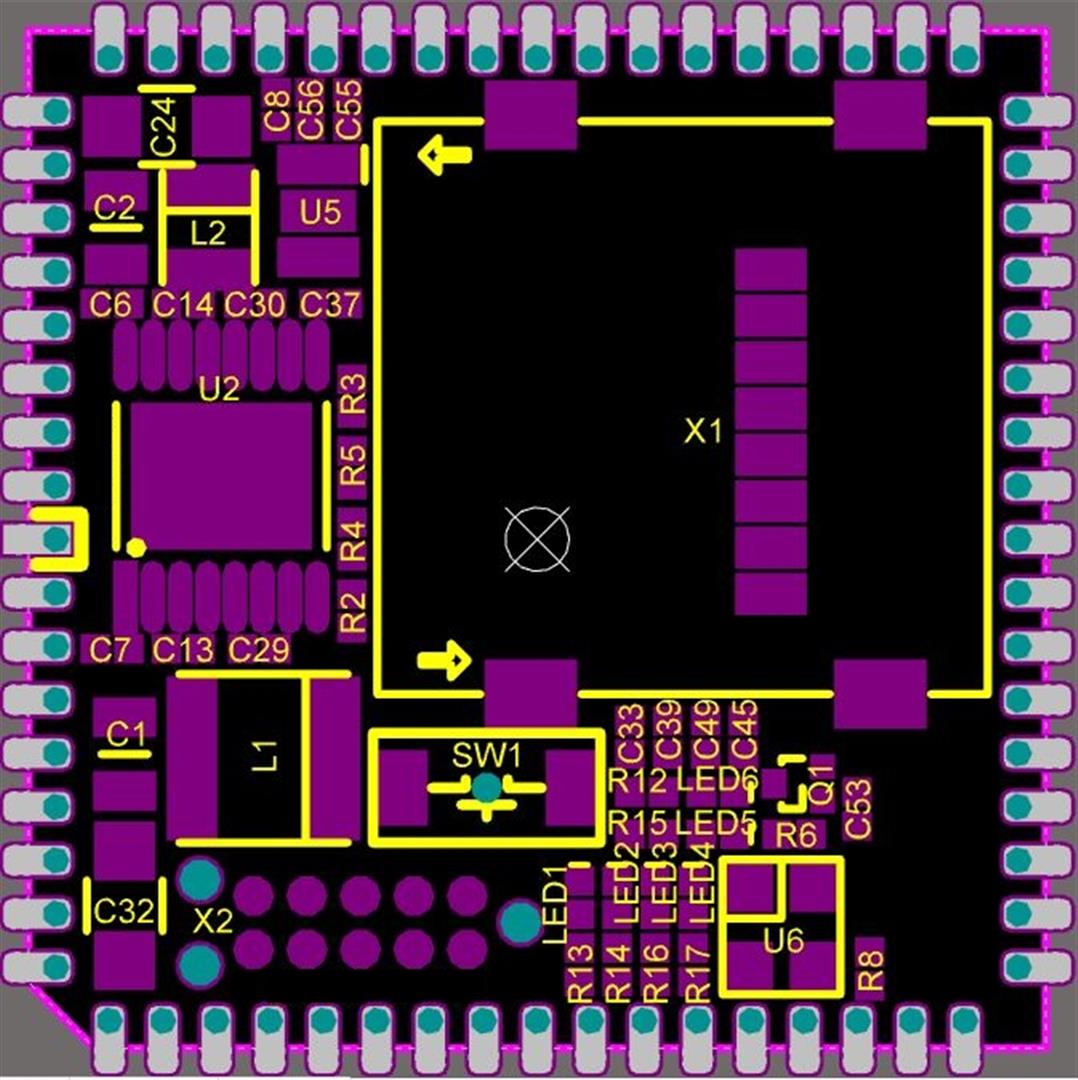 C24
C8
C56
C55
C2
L2
U5
C6 C14 C30 C37
U2
R3
R5
R4
R2
X1
C7 C13 C29
C1
L1
SW1
C33
C39
C49
C45
R12 LED6
Q1
C53
R15 LED5
R6
C32
X2
LED1
LED2
LED3
LED4
U6
R13
R14
R16
R17
R8